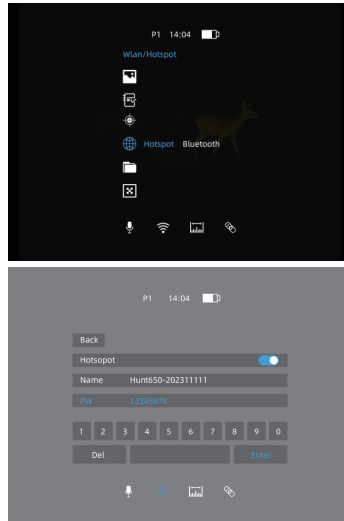 P1 14:04
Wlan/Hotspot
Hotspot Bluetooth
P1 14:04
Back
Hotsopot
Name Hunt650-202311111
PW 12345678
1 2 3 4 5 6 7 8 9 0
Del Enter